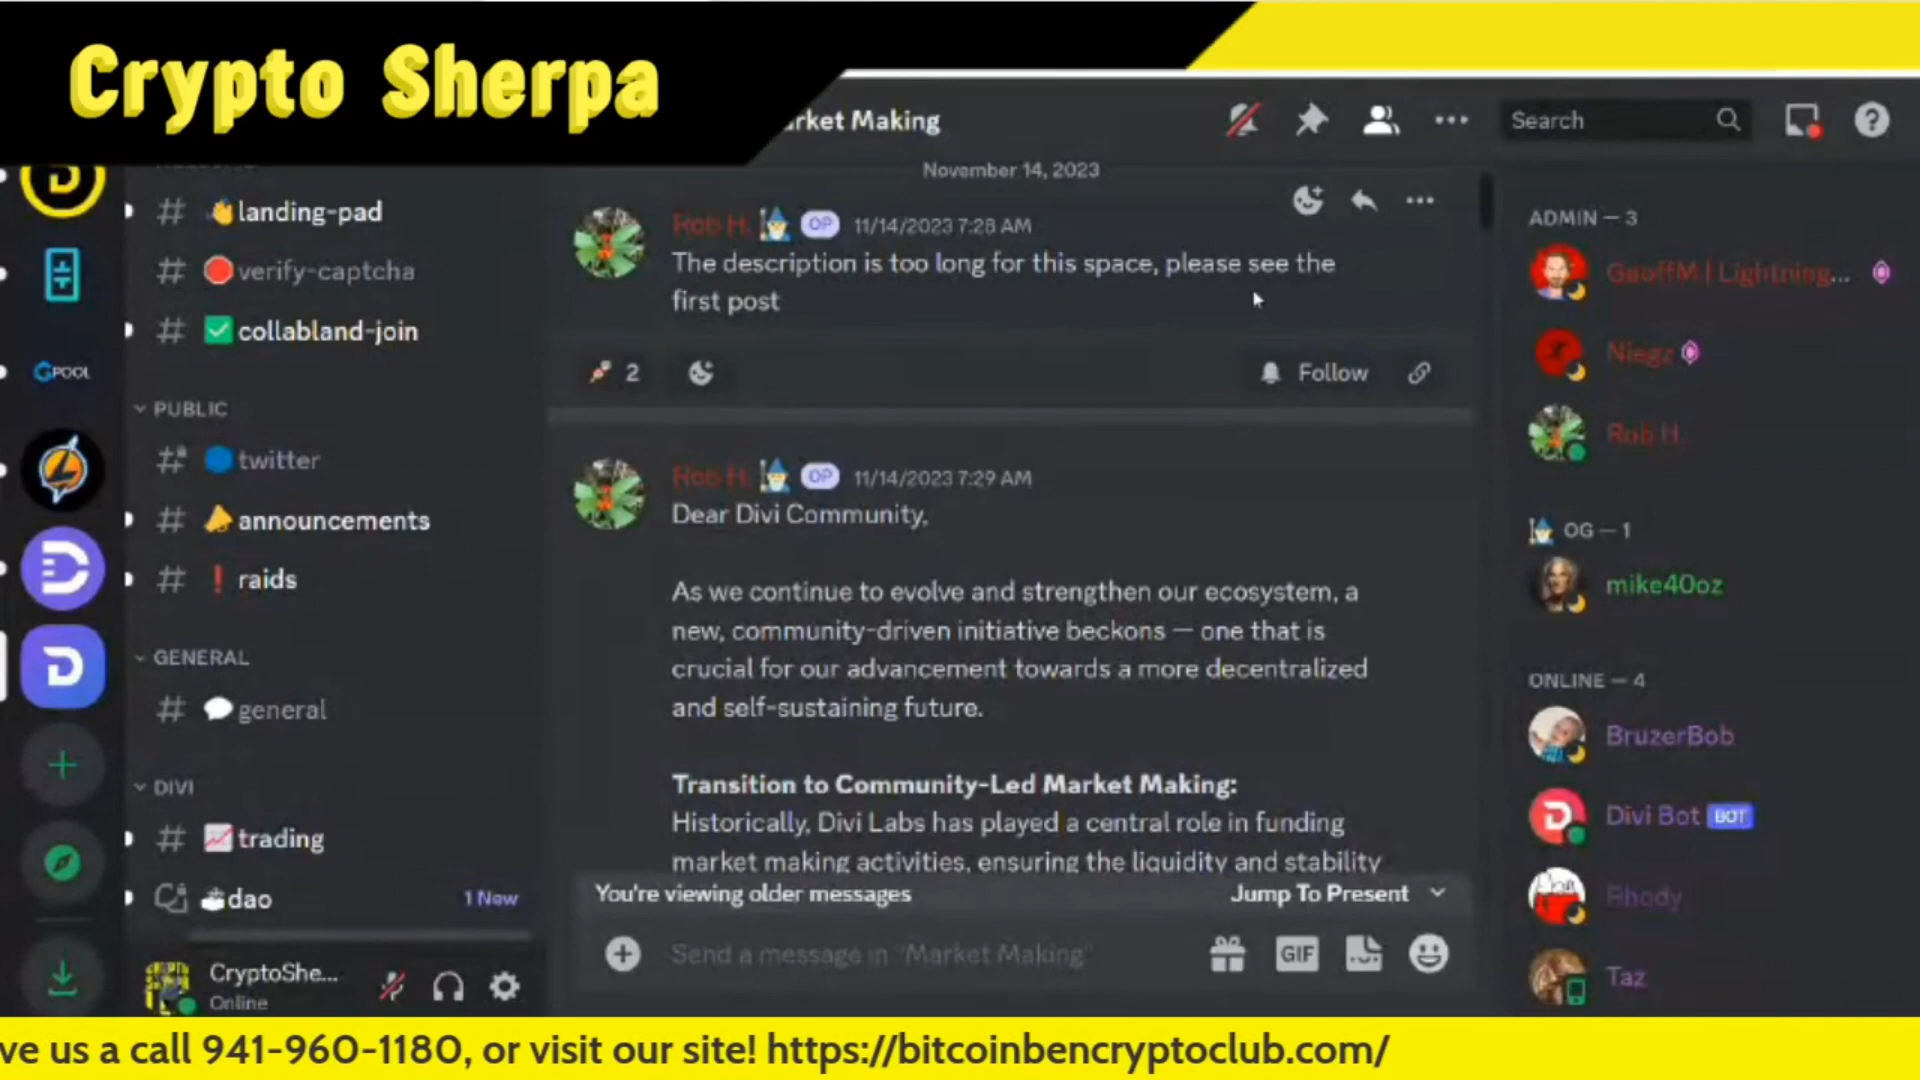 Crypto Sherpa
rket Making
Search
November 14, 2023
landing-pad
verify-captcha
collabland-join
PUBLIC
twitter
announcements
raids
GENERAL
general
DIVI
trading
dao
1 New
GPOOL
CryptoShe...
Online
Rob H. OP 11/14/2023 7:28 AM
The description is too long for this space, please see the
first post
2
Follow
Rob H. OP 11/14/2023 7:29 AM
Dear Divi Community,
As we continue to evolve and strengthen our ecosystem, a
new, community-driven initiative beckons — one that is
crucial for our advancement towards a more decentralized
and self-sustaining future.
Transition to Community-Led Market Making:
Historically, Divi Labs has played a central role in funding
market making activities, ensuring the liquidity and stability
You're viewing older messages
Jump To Present
Send a message in "Market Making"
GIF
ADMIN — 3
GeoffM | Lightning...
Niegz
Rob H.
OG — 1
mike40oz
ONLINE — 4
BruzerBob
Divi Bot BOT
Rhody
Taz
ve us a call 941-960-1180, or visit our site! https://bitcoinbencryptoclub.com/